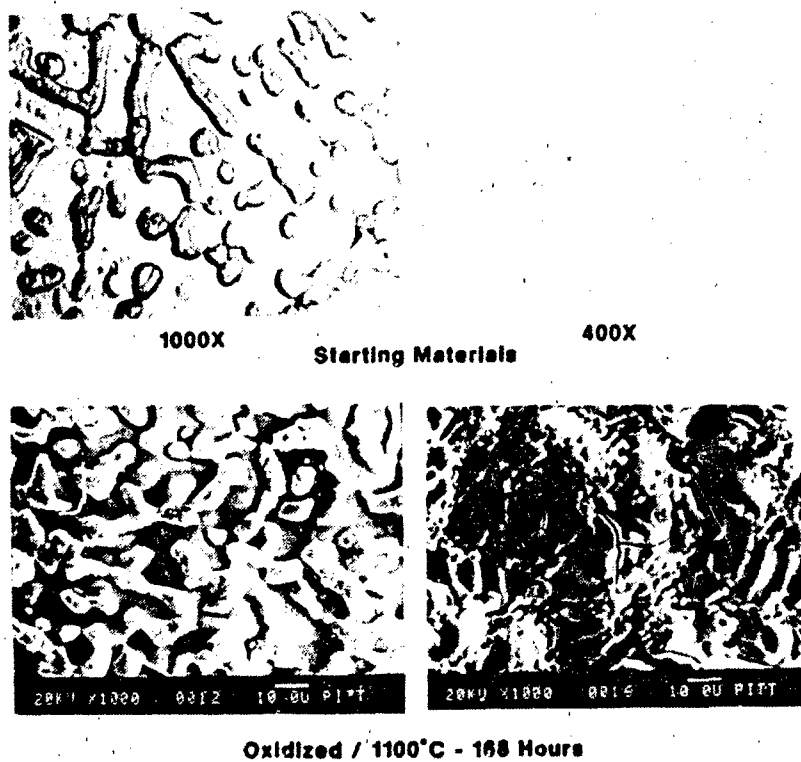 1000X
400X
Starting Materials
20KU X1000 0012 10.0U PITT
20KU X1000 0016 10.0U PITT
Oxidized / 1100°C - 168 Hours